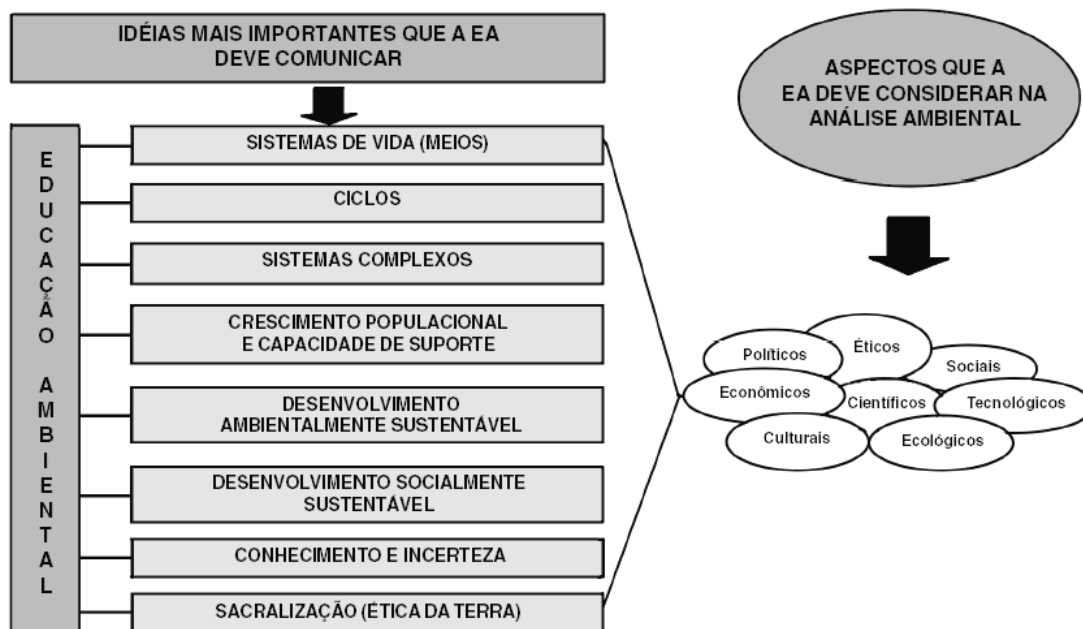 IDÉIAS MAIS IMPORTANTES QUE A EA
DEVE COMUNICAR
EDUCAÇÃO AMBIENTAL
SISTEMAS DE VIDA (MEIOS)
CICLOS
SISTEMAS COMPLEXOS
CRESCIMENTO POPULACIONAL
E CAPACIDADE DE SUPORTE
DESENVOLVIMENTO
AMBIENTALMENTE SUSTENTÁVEL
DESENVOLVIMENTO SOCIALMENTE
SUSTENTÁVEL
CONHECIMENTO E INCERTEZA
SACRALIZAÇÃO (ÉTICA DA TERRA)
ASPECTOS QUE A
EA DEVE CONSIDERAR NA
ANÁLISE AMBIENTAL
Políticos
Éticos
Sociais
Econômicos
Científicos
Tecnológicos
Culturais
Ecológicos